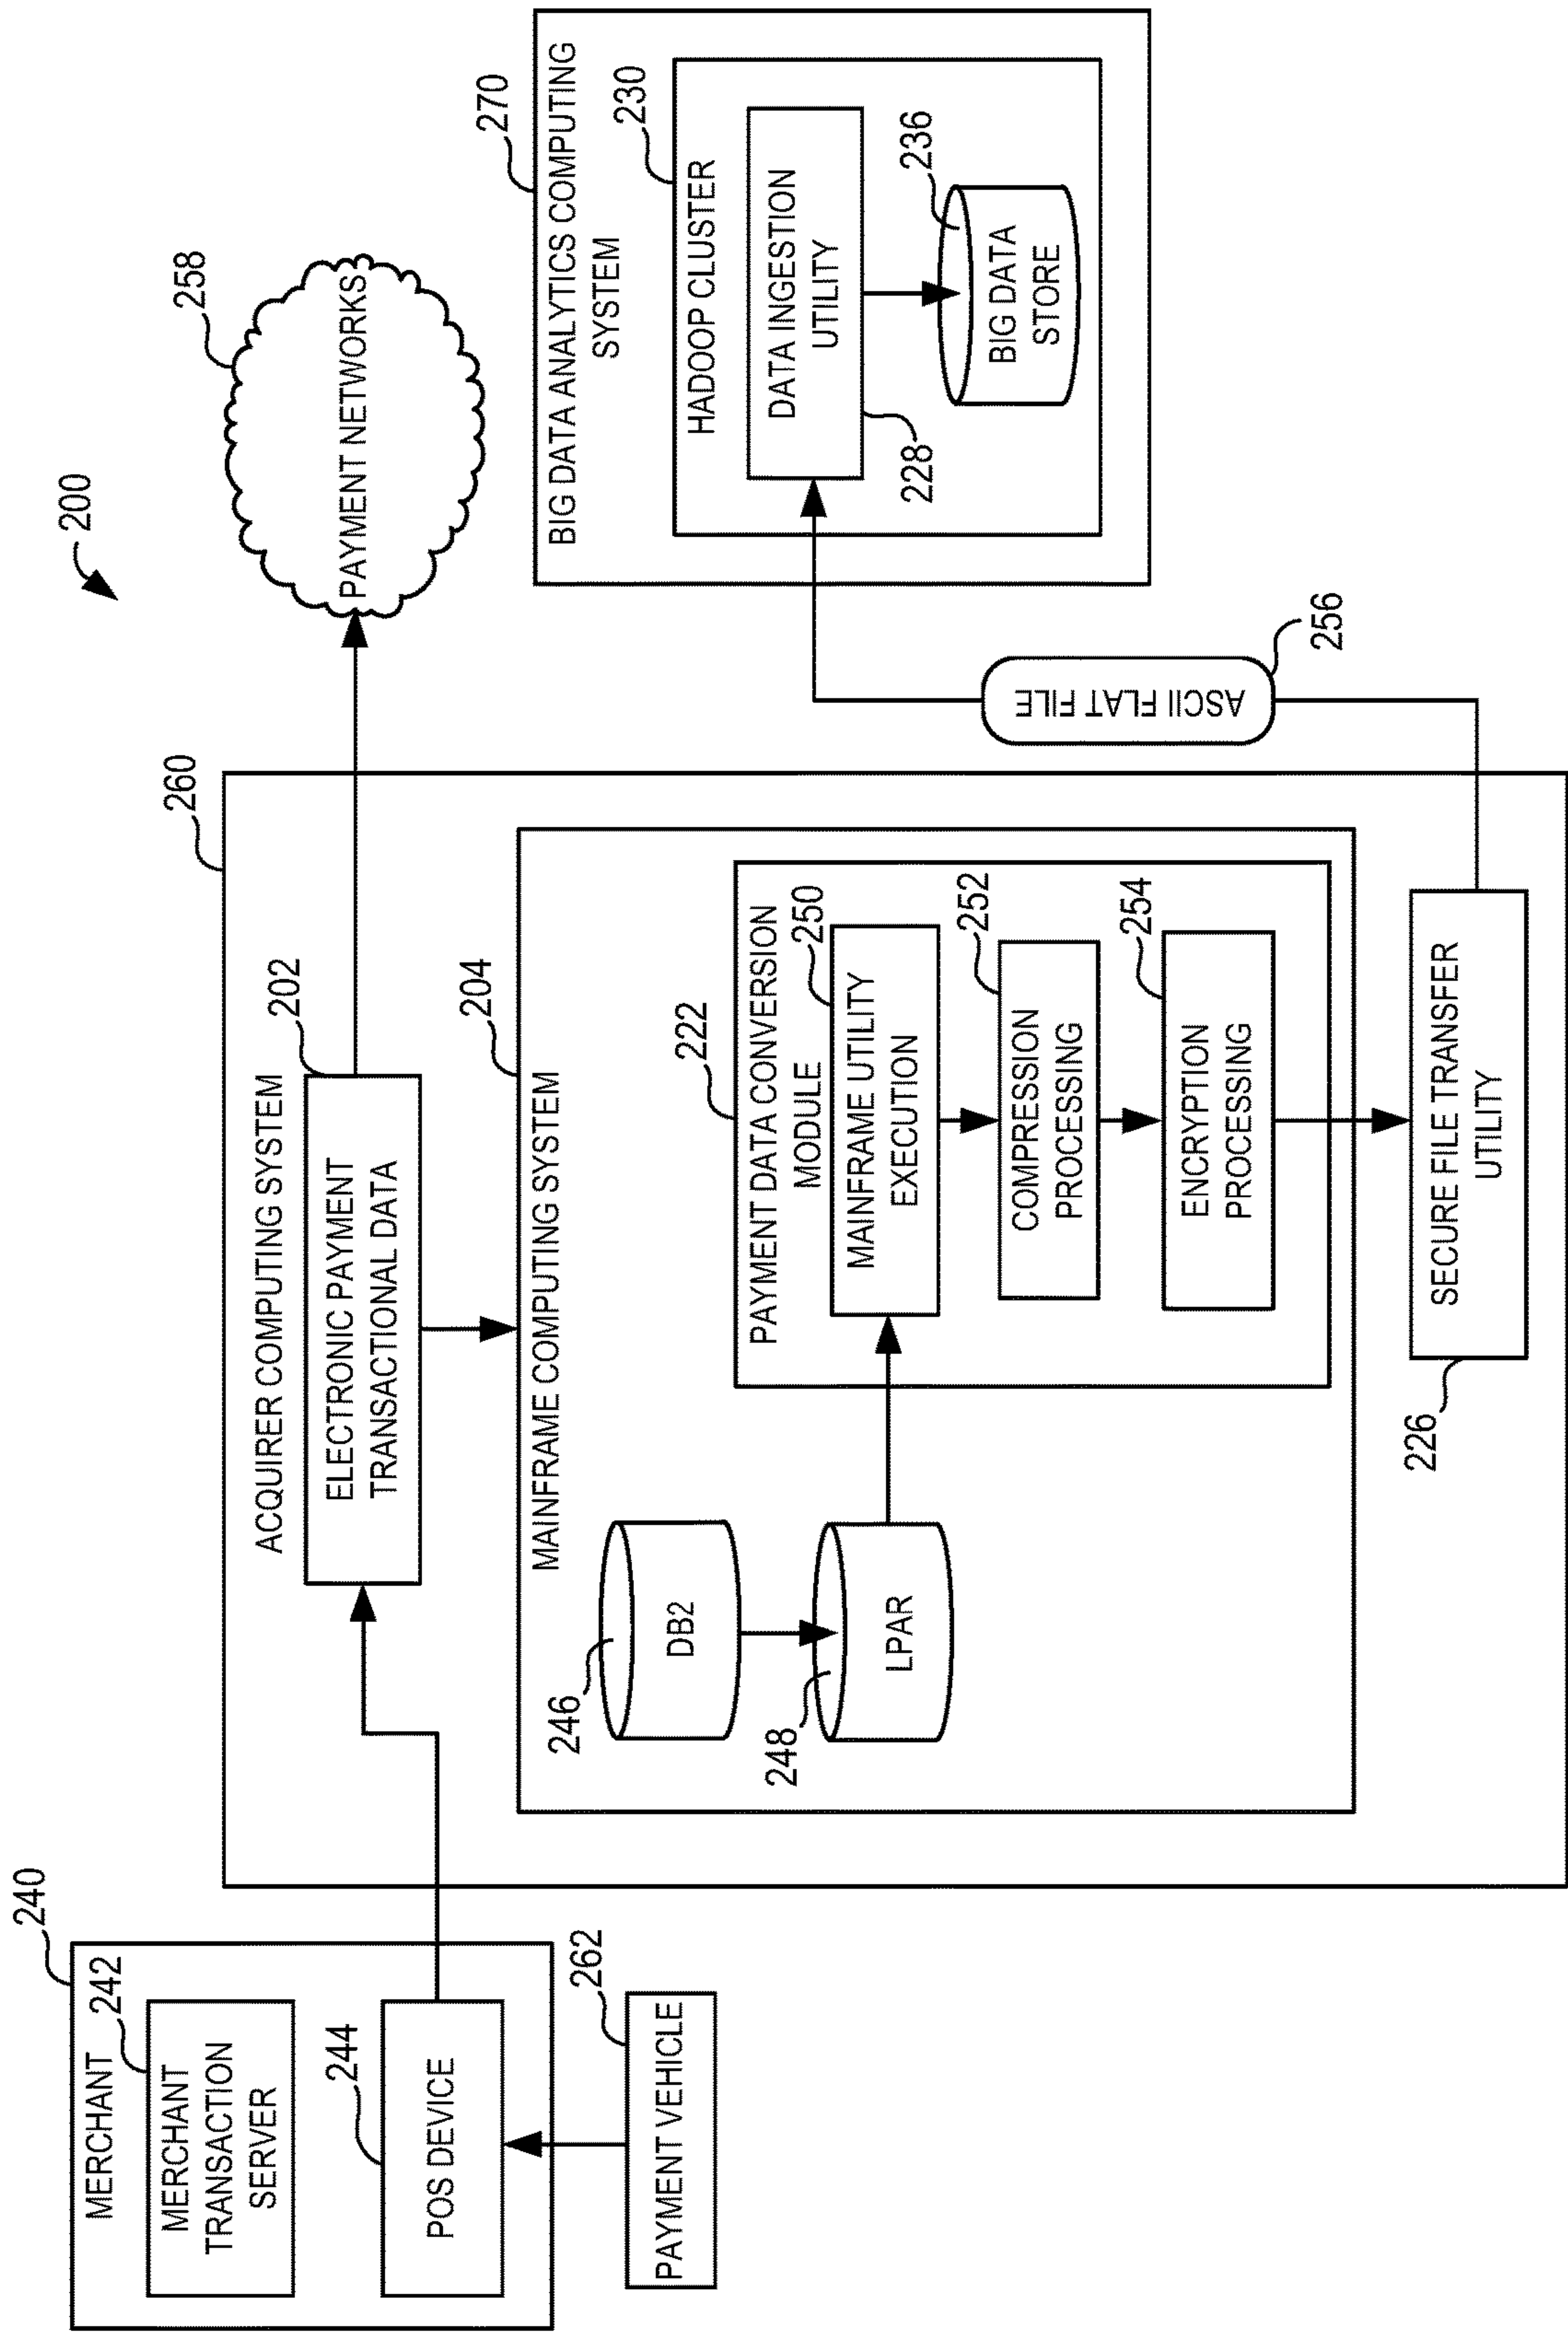 200
MERCHANT
240
MERCHANT
TRANSACTION
SERVER
242
POS DEVICE
244
PAYMENT VEHICLE
262
ACQUIRER COMPUTING SYSTEM
260
ELECTRONIC PAYMENT
TRANSACTIONAL DATA
202
MAINFRAME COMPUTING SYSTEM
204
DB2
246
LPAR
248
PAYMENT DATA CONVERSION
MODULE
222
MAINFRAME UTILITY
EXECUTION
250
COMPRESSION
PROCESSING
252
ENCRYPTION
PROCESSING
254
SECURE FILE TRANSFER
UTILITY
226
PAYMENT NETWORKS
258
ASCII FLAT FILE
256
BIG DATA ANALYTICS COMPUTING
SYSTEM
270
HADOOP CLUSTER
230
DATA INGESTION
UTILITY
228
BIG DATA
STORE
236